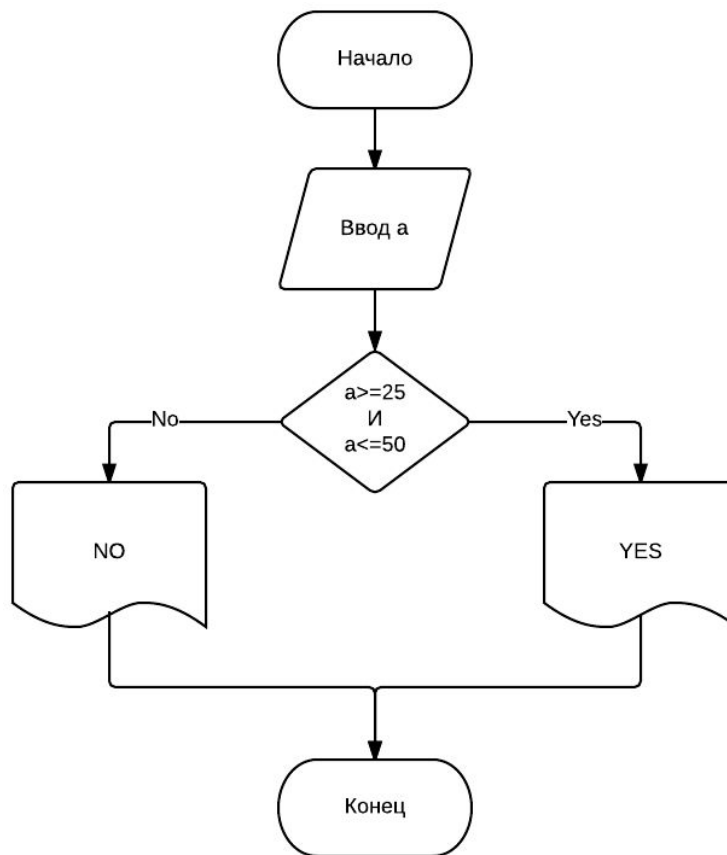 Начало
Ввод а
a>=25
И
a<=50
No
Yes
NO
YES
Конец